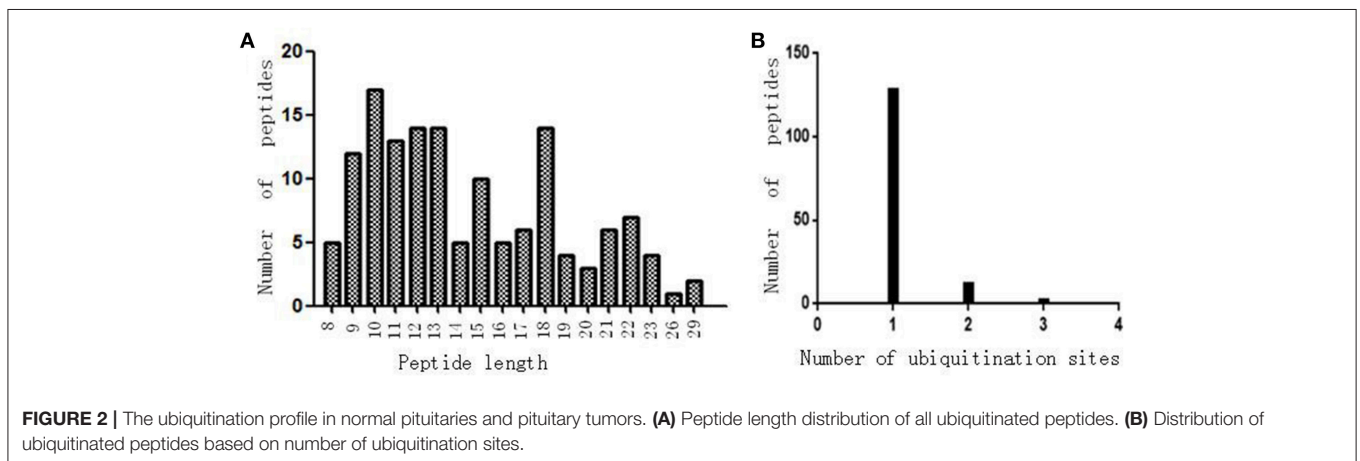 A
20
15
10
5
0
Number of peptides
8 9 10 11 12 13 14 15 16 17 18 19 20 21 22 23 26 29
Peptide length
B
150
100
50
0
Number of peptides
0 1 2 3 4
Number of ubiquitination sites
FIGURE 2 | The ubiquitination profile in normal pituitaries and pituitary tumors. (A) Peptide length distribution of all ubiquitinated peptides. (B) Distribution of
ubiquitinated peptides based on number of ubiquitination sites.